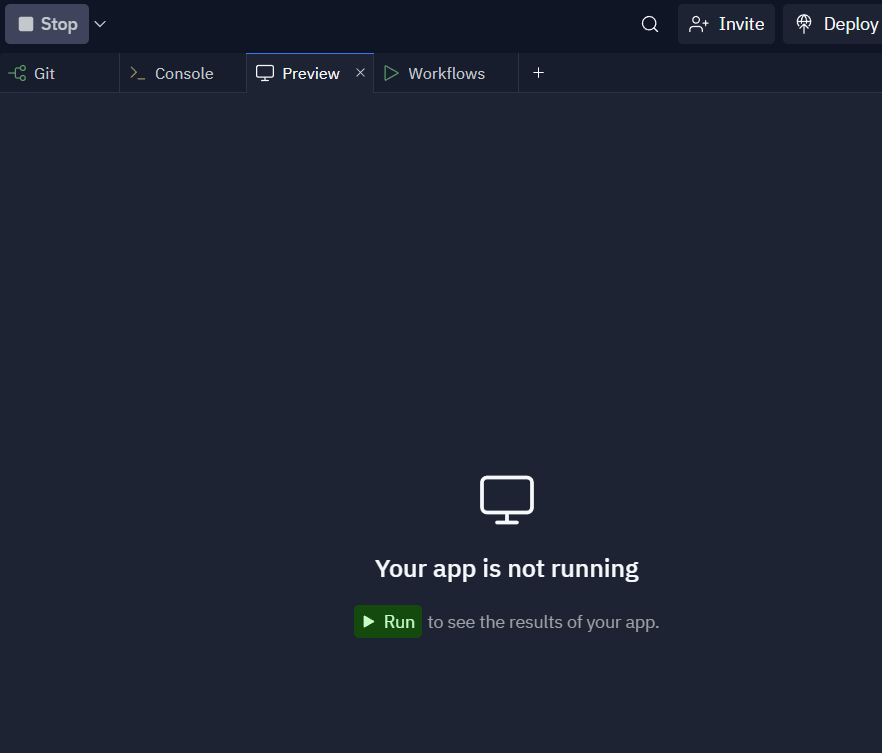 Stop Invite Deploy
Git Console Preview Workflows
Your app is not running
Run to see the results of your app.